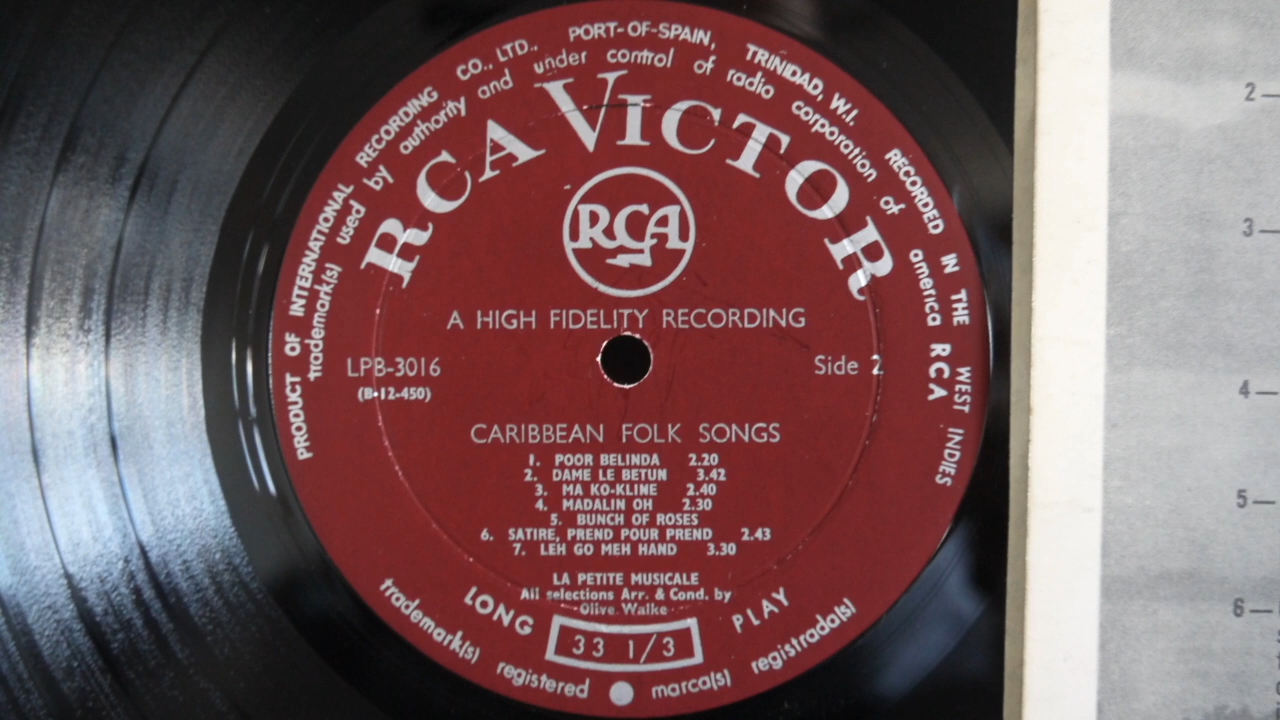 PRODUCT OF INTERNATIONAL RECORDING CO., LTD., PORT-OF-SPAIN, TRINIDAD, W.I. RECORDED IN THE WEST INDIES
trademark(s) used by authority and under control of radio corporation of america RCA
RCA VICTOR
RCA
A HIGH FIDELITY RECORDING
LPB-3016 Side 2
(B•12-450)
CARIBBEAN FOLK SONGS
1. POOR BELINDA 2.20
2. DAME LE BETUN 3.42
3. MA KO-KLINE 2.40
4. MADALIN OH 2.30
5. BUNCH OF ROSES
6. SATIRE, PREND POUR PREND 2.43
7. LEH GO MEH HAND 3.30
LA PETITE MUSICALE
All selections Arr. & Cond. by
Olive Walke
LONG 33 1/3 PLAY
trademark(s) registered marca(s) registrada(s)
2—
3—
4—
5—
6—